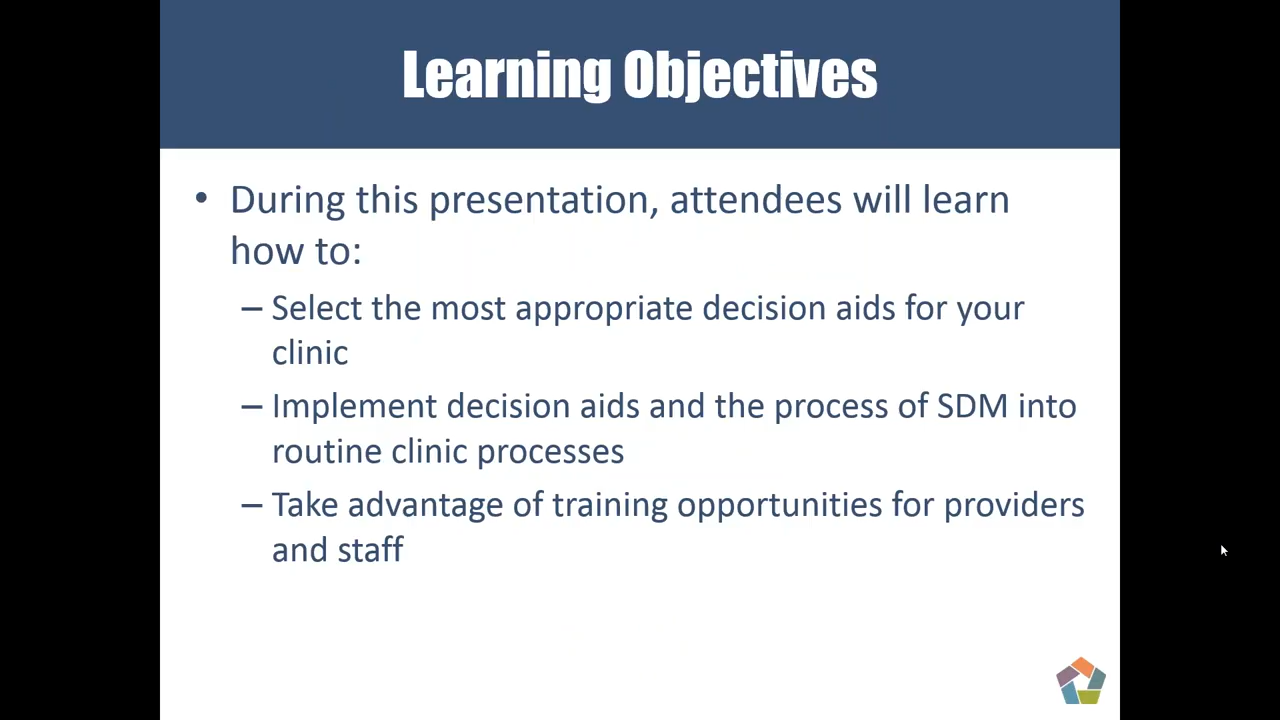 Learning Objectives
• During this presentation, attendees will learn
how to:
– Select the most appropriate decision aids for your
clinic
– Implement decision aids and the process of SDM into
routine clinic processes
– Take advantage of training opportunities for providers
and staff